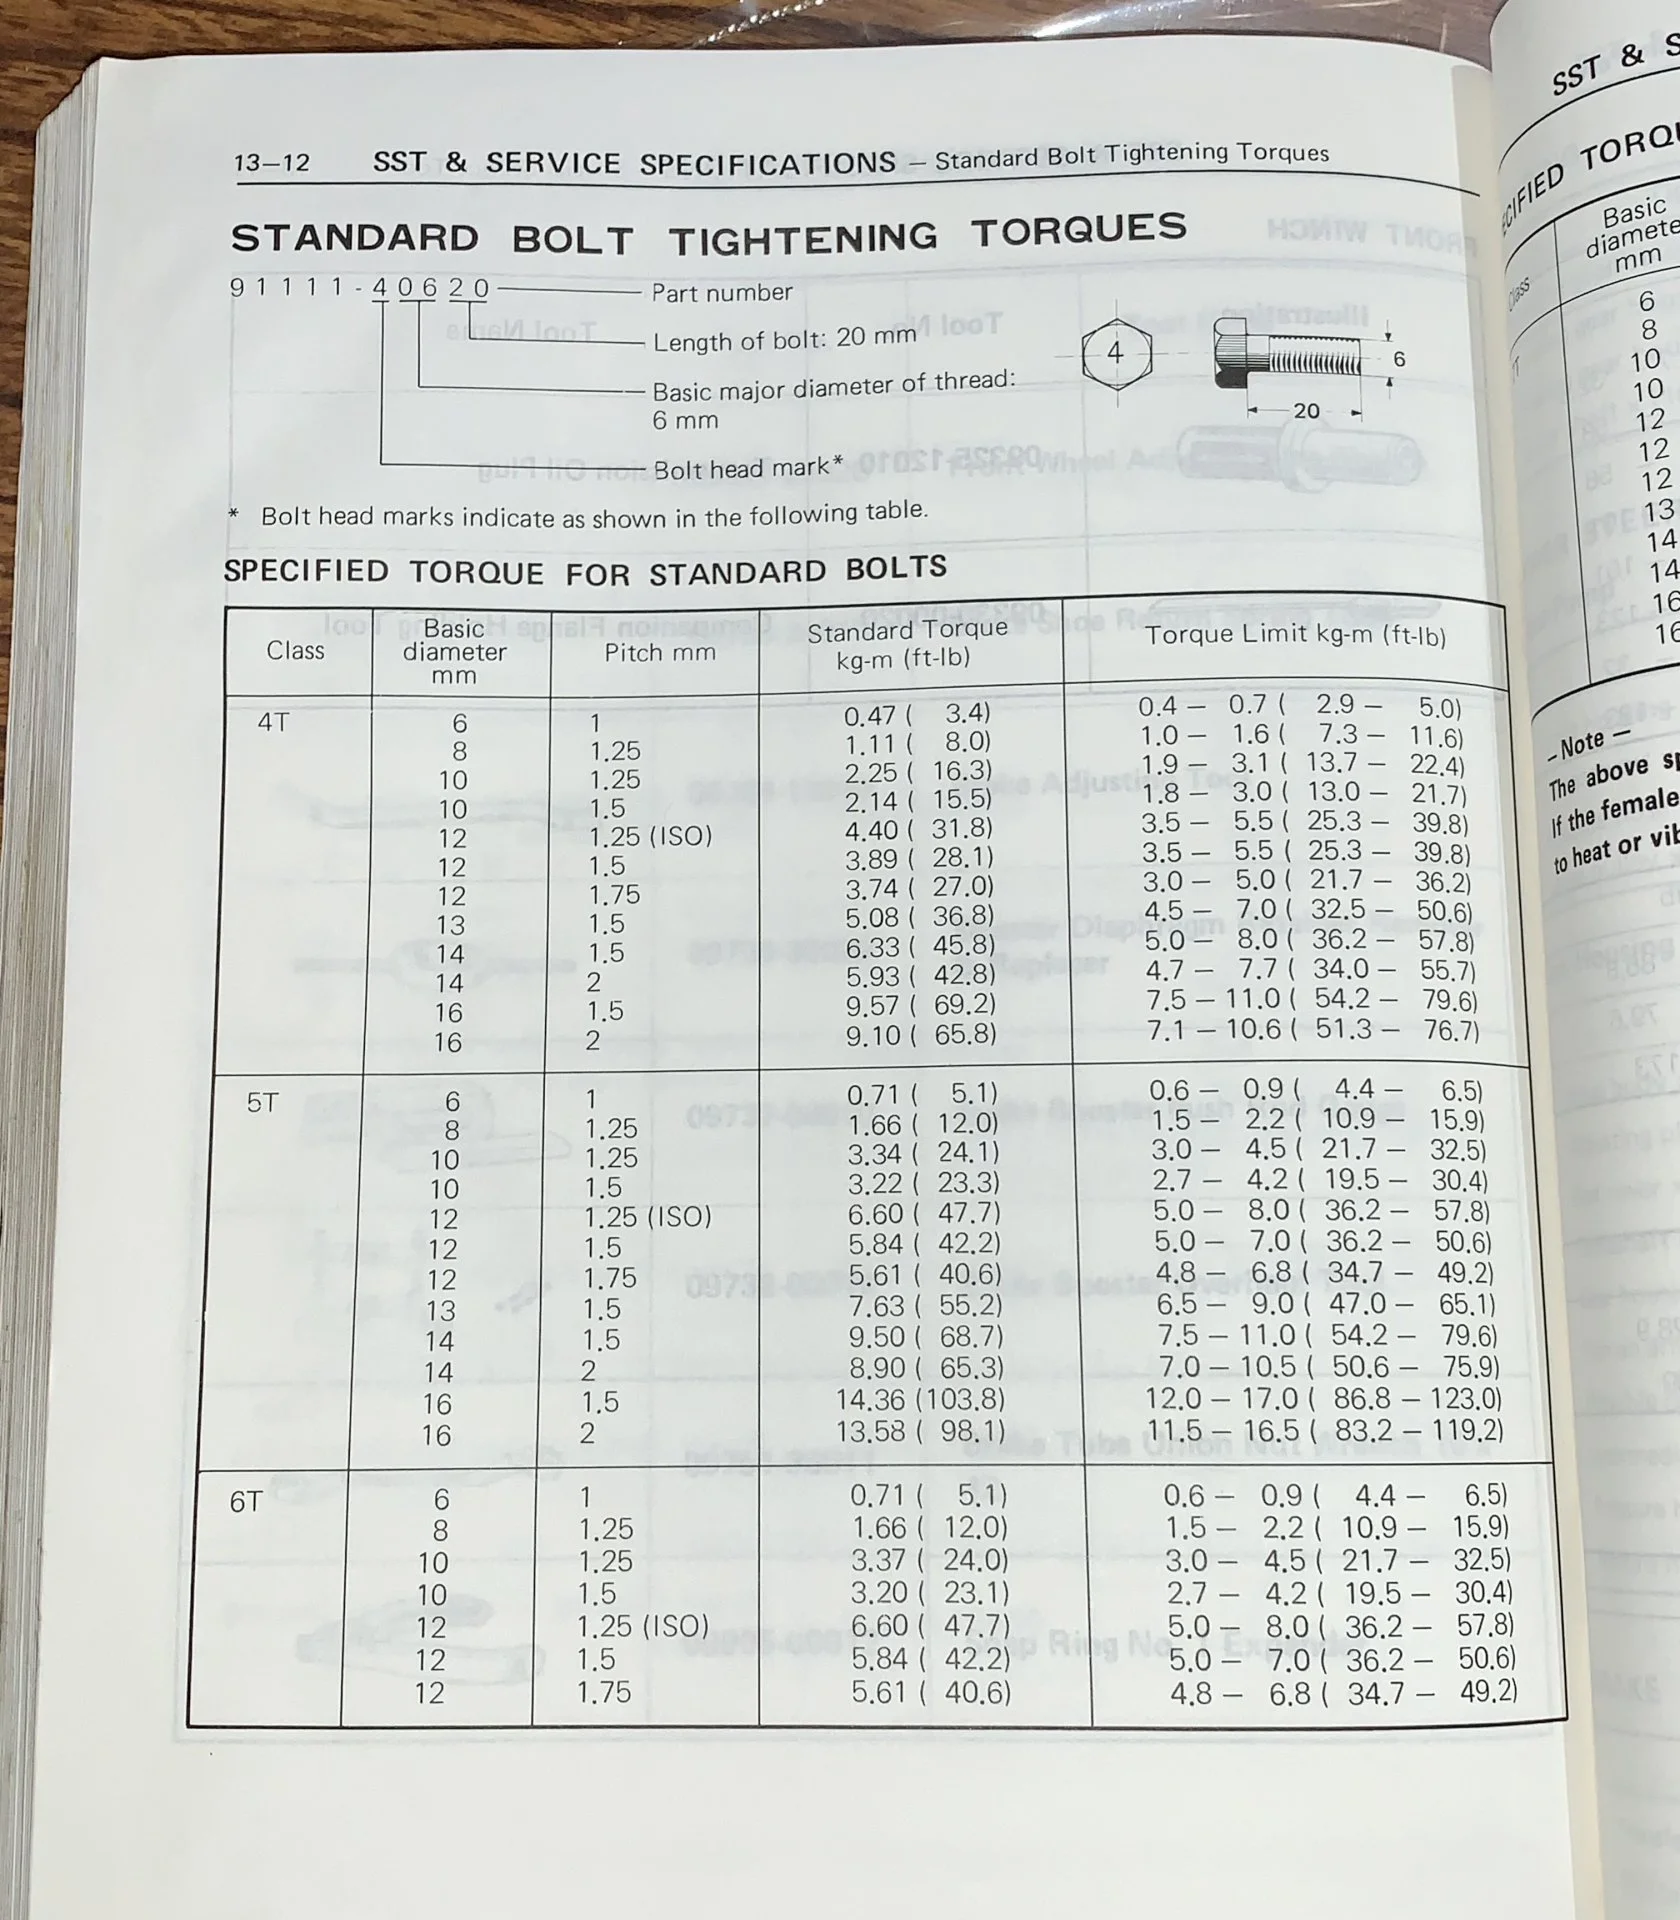 13–12 SST & SERVICE SPECIFICATIONS – Standard Bolt Tightening Torques
STANDARD BOLT TIGHTENING TORQUES
91111-40620 Part number
Length of bolt: 20 mm
Basic major diameter of thread:
6 mm
Bolt head mark*
4
6
20
* Bolt head marks indicate as shown in the following table.
SPECIFIED TORQUE FOR STANDARD BOLTS
Class Basic diameter mm Pitch mm Standard Torque kg-m (ft-lb) Torque Limit kg-m (ft-lb)
4T 6 1 0.47 ( 3.4) 0.4 – 0.7 ( 2.9 – 5.0)
8 1.25 1.11 ( 8.0) 1.0 – 1.6 ( 7.3 – 11.6)
10 1.25 2.25 ( 16.3) 1.9 – 3.1 ( 13.7 – 22.4)
10 1.5 2.14 ( 15.5) 1.8 – 3.0 ( 13.0 – 21.7)
12 1.25 (ISO) 4.40 ( 31.8) 3.5 – 5.5 ( 25.3 – 39.8)
12 1.5 3.89 ( 28.1) 3.5 – 5.5 ( 25.3 – 39.8)
12 1.75 3.74 ( 27.0) 3.0 – 5.0 ( 21.7 – 36.2)
13 1.5 5.08 ( 36.8) 4.5 – 7.0 ( 32.5 – 50.6)
14 1.5 6.33 ( 45.8) 5.0 – 8.0 ( 36.2 – 57.8)
14 2 5.93 ( 42.8) 4.7 – 7.7 ( 34.0 – 55.7)
16 1.5 9.57 ( 69.2) 7.5 – 11.0 ( 54.2 – 79.6)
16 2 9.10 ( 65.8) 7.1 – 10.6 ( 51.3 – 76.7)
5T 6 1 0.71 ( 5.1) 0.6 – 0.9 ( 4.4 – 6.5)
8 1.25 1.66 ( 12.0) 1.5 – 2.2 ( 10.9 – 15.9)
10 1.25 3.34 ( 24.1) 3.0 – 4.5 ( 21.7 – 32.5)
10 1.5 3.22 ( 23.3) 2.7 – 4.2 ( 19.5 – 30.4)
12 1.25 (ISO) 6.60 ( 47.7) 5.0 – 8.0 ( 36.2 – 57.8)
12 1.5 5.84 ( 42.2) 5.0 – 7.0 ( 36.2 – 50.6)
12 1.75 5.61 ( 40.6) 4.8 – 6.8 ( 34.7 – 49.2)
13 1.5 7.63 ( 55.2) 6.5 – 9.0 ( 47.0 – 65.1)
14 1.5 9.50 ( 68.7) 7.5 – 11.0 ( 54.2 – 79.6)
14 2 8.90 ( 65.3) 7.0 – 10.5 ( 50.6 – 75.9)
16 1.5 14.36 (103.8) 12.0 – 17.0 ( 86.8 – 123.0)
16 2 13.58 ( 98.1) 11.5 – 16.5 ( 83.2 – 119.2)
6T 6 1 0.71 ( 5.1) 0.6 – 0.9 ( 4.4 – 6.5)
8 1.25 1.66 ( 12.0) 1.5 – 2.2 ( 10.9 – 15.9)
10 1.25 3.37 ( 24.0) 3.0 – 4.5 ( 21.7 – 32.5)
10 1.5 3.20 ( 23.1) 2.7 – 4.2 ( 19.5 – 30.4)
12 1.25 (ISO) 6.60 ( 47.7) 5.0 – 8.0 ( 36.2 – 57.8)
12 1.5 5.84 ( 42.2) 5.0 – 7.0 ( 36.2 – 50.6)
12 1.75 5.61 ( 40.6) 4.8 – 6.8 ( 34.7 – 49.2)
SST & S
CIFIED TORQU
Class Basic
diamete
mm
6
8
10
10
12
12
12
13
14
14
16
16
– Note –
The above sp
If the female
to heat or vib